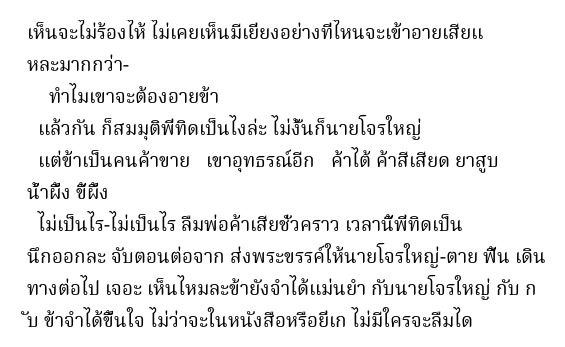 เห็นจะไม่ร้องไห้ ไม่เคยเห็นมีเยี่ยงอย่างที่ไหนจะเข้าอายเสียแ
หละมากกว่า-
ทำไมเขาจะต้องอายข้า
แล้วกัน ก็สมมุติพี่ทิดเป็นไงล่ะ ไม่งั้นก็นายโจรใหญ่
แต่ข้าเป็นคนค้าขาย เขาอุทธรณ์อีก ค้าไต้ ค้าสีเสียด ยาสูบ
น้ำผึ้ง ขี้ผึ้ง
ไม่เป็นไร-ไม่เป็นไร ลืมพ่อค้าเสียชั่วคราว เวลานี้พี่ทิดเป็น
นึกออกละ จับตอนต่อจาก ส่งพระขรรค์ให้นายโจรใหญ่-ตาย ฟื้น เดิน
ทางต่อไป เจอะ เห็นไหมละข้ายังจำได้แม่นยำ กับนายโจรใหญ่ กับ ก
ับ ข้าจำได้ขึ้นใจ ไม่ว่าจะในหนังสือหรือยี่เก ไม่มีใครจะลืมได